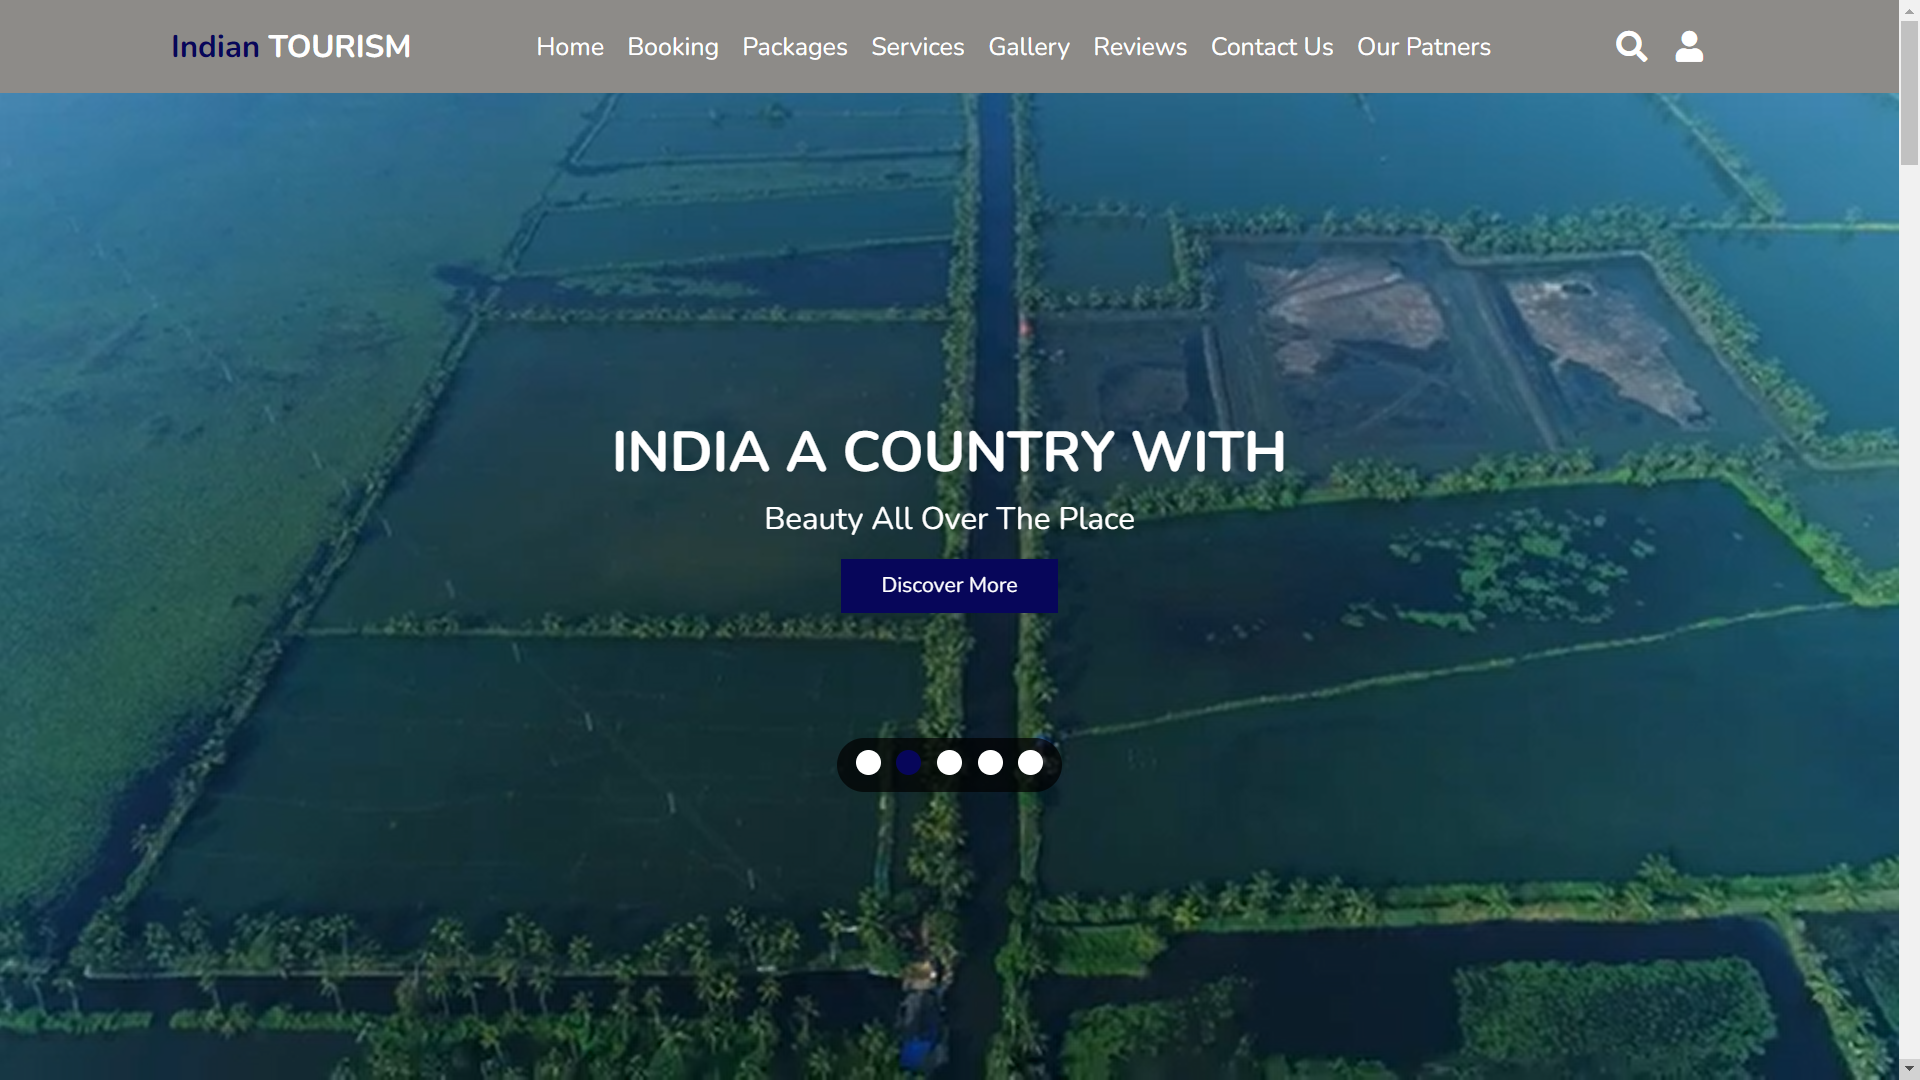 Indian TOURISM
Home Booking Packages Services Gallery Reviews Contact Us Our Patners
INDIA A COUNTRY WITH
Beauty All Over The Place
Discover More